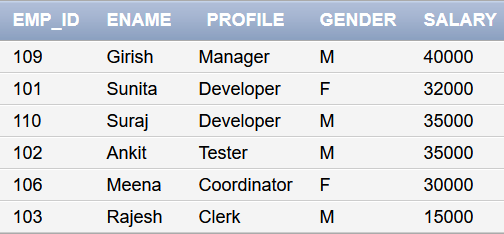 EMP_ID ENAME PROFILE GENDER SALARY
109 Girish Manager M 40000
101 Sunita Developer F 32000
110 Suraj Developer M 35000
102 Ankit Tester M 35000
106 Meena Coordinator F 30000
103 Rajesh Clerk M 15000